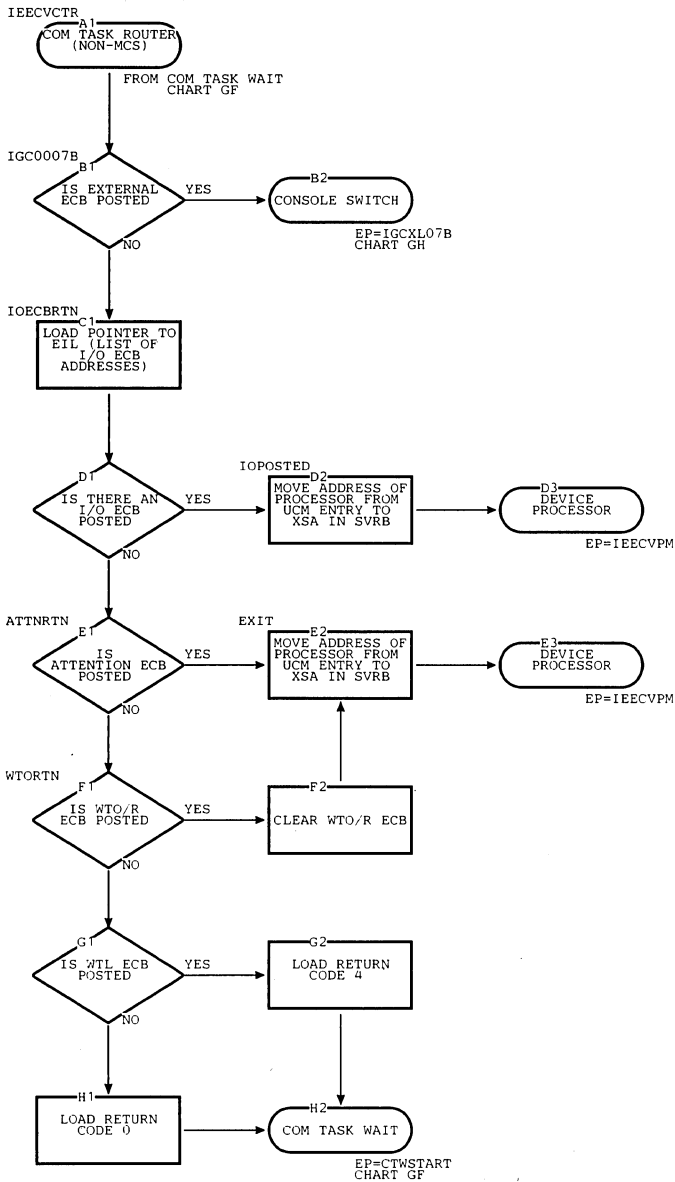 IEECVCTR
A1
COM TASK ROUTER
(NON-MCS)
FROM COM TASK WAIT
CHART GF
IGC0007B
B1
IS EXTERNAL
ECB POSTED
YES
NO
B2
CONSOLE SWITCH
EP=IGCXL07B
CHART GH
IOECBRTN
C1
LOAD POINTER TO
EIL (LIST OF
I/O ECB
ADDRESSES)
D1
IS THERE AN
I/O ECB
POSTED
YES
NO
IOPOSTED
D2
MOVE ADDRESS OF
PROCESSOR FROM
UCM ENTRY TO
XSA IN SVRB
D3
DEVICE
PROCESSOR
EP=IEECVPM
ATTNRTN
E1
IS
ATTENTION ECB
POSTED
YES
NO
EXIT
E2
MOVE ADDRESS OF
PROCESSOR FROM
UCM ENTRY TO
XSA IN SVRB
E3
DEVICE
PROCESSOR
EP=IEECVPM
WTORTN
F1
IS WTO/R
ECB POSTED
YES
NO
F2
CLEAR WTO/R ECB
G1
IS WTL ECB
POSTED
YES
NO
G2
LOAD RETURN
CODE 4
H1
LOAD RETURN
CODE 0
H2
COM TASK WAIT
EP=CTWSTART
CHART GF